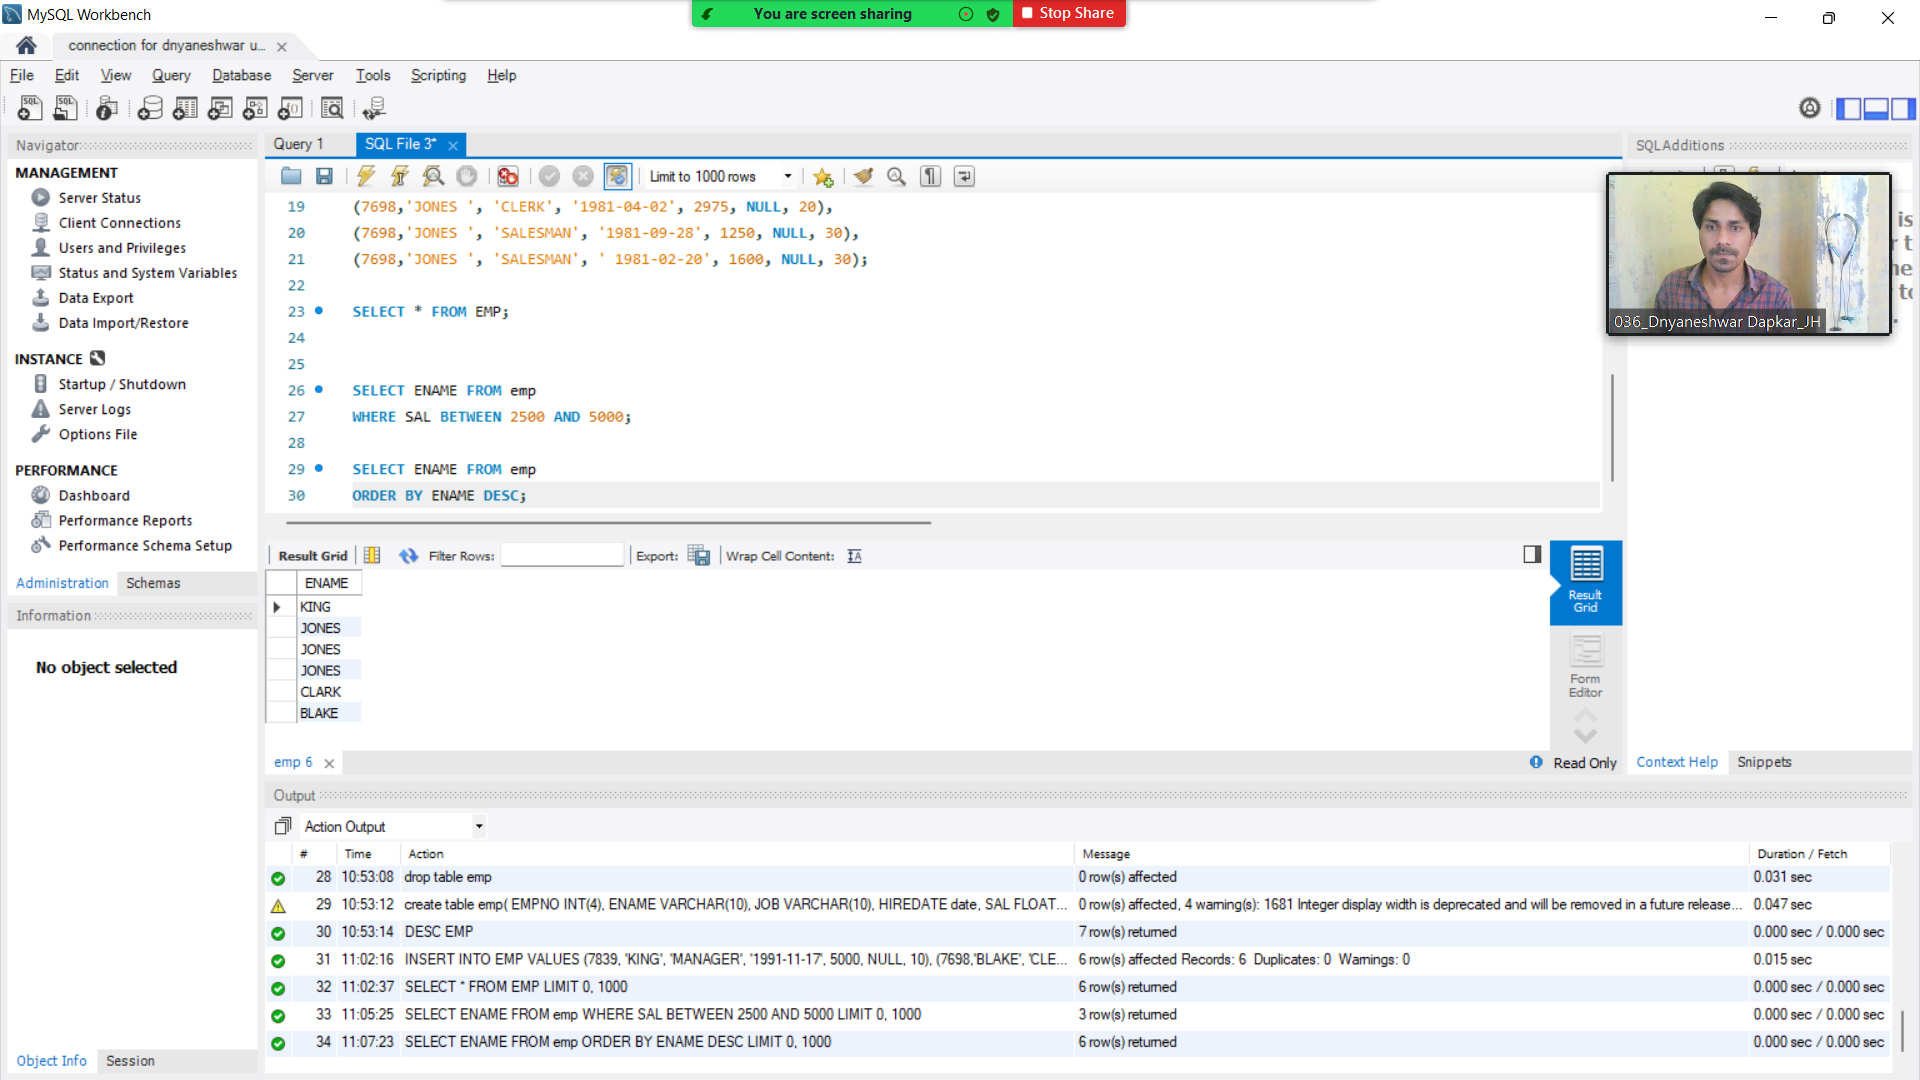 MySQL Workbench
You are screen sharing
Stop Share
connection for dnyaneshwar u...
File Edit View Query Database Server Tools Scripting Help
Navigator
MANAGEMENT
Server Status
Client Connections
Users and Privileges
Status and System Variables
Data Export
Data Import/Restore
INSTANCE
Startup / Shutdown
Server Logs
Options File
PERFORMANCE
Dashboard
Performance Reports
Performance Schema Setup
Administration Schemas
Information
No object selected
Object Info Session
Query 1 SQL File 3*
Limit to 1000 rows
19 (7698,'JONES ', 'CLERK', '1981-04-02', 2975, NULL, 20),
20 (7698,'JONES ', 'SALESMAN', '1981-09-28', 1250, NULL, 30),
21 (7698,'JONES ', 'SALESMAN', ' 1981-02-20', 1600, NULL, 30);
22
23 SELECT * FROM EMP;
24
25
26 SELECT ENAME FROM emp
27 WHERE SAL BETWEEN 2500 AND 5000;
28
29 SELECT ENAME FROM emp
30 ORDER BY ENAME DESC;
Result Grid Filter Rows: Export: Wrap Cell Content:
ENAME
KING
JONES
JONES
JONES
CLARK
BLAKE
Result
Grid
Form
Editor
emp 6
Read Only
SQLAdditions
036_Dnyaneshwar Dapkar_JH
Context Help Snippets
Output
Action Output
# Time Action Message Duration / Fetch
28 10:53:08 drop table emp 0 row(s) affected 0.031 sec
29 10:53:12 create table emp( EMPNO INT(4), ENAME VARCHAR(10), JOB VARCHAR(10), HIREDATE date, SAL FLOAT... 0 row(s) affected, 4 warning(s): 1681 Integer display width is deprecated and will be removed in a future release... 0.047 sec
30 10:53:14 DESC EMP 7 row(s) returned 0.000 sec / 0.000 sec
31 11:02:16 INSERT INTO EMP VALUES (7839, 'KING', 'MANAGER', '1991-11-17', 5000, NULL, 10), (7698,'BLAKE', 'CLE... 6 row(s) affected Records: 6 Duplicates: 0 Warnings: 0 0.015 sec
32 11:02:37 SELECT * FROM EMP LIMIT 0, 1000 6 row(s) returned 0.000 sec / 0.000 sec
33 11:05:25 SELECT ENAME FROM emp WHERE SAL BETWEEN 2500 AND 5000 LIMIT 0, 1000 3 row(s) returned 0.000 sec / 0.000 sec
34 11:07:23 SELECT ENAME FROM emp ORDER BY ENAME DESC LIMIT 0, 1000 6 row(s) returned 0.000 sec / 0.000 sec